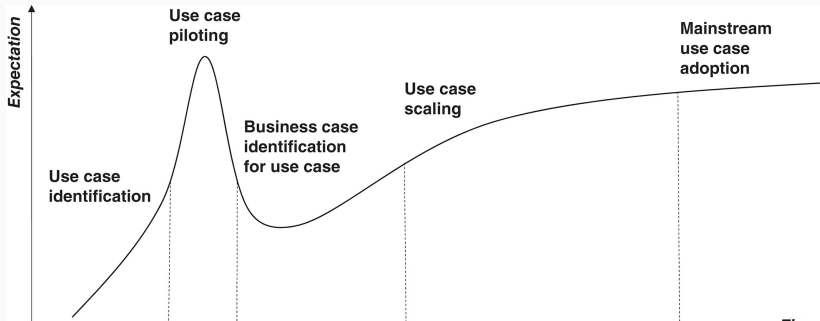 Expectation
Use case
piloting
Use case
identification
Business case
identification
for use case
Use case
scaling
Mainstream
use case
adoption